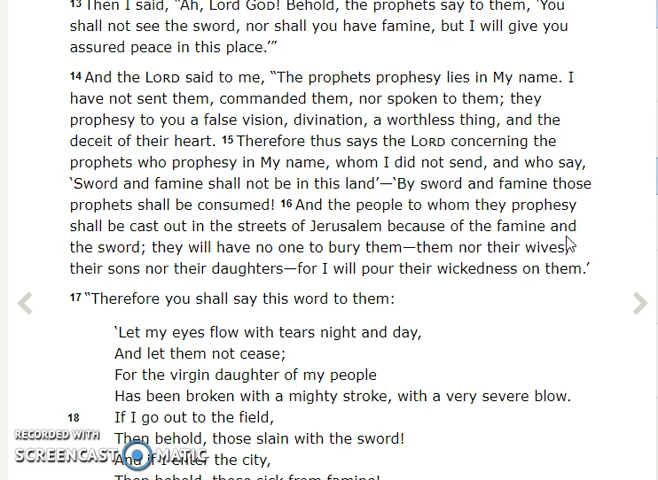 13 Then I said, “Ah, Lord GOD! Behold, the prophets say to them, ‘You
shall not see the sword, nor shall you have famine, but I will give you
assured peace in this place.’”
14 And the LORD said to me, “The prophets prophesy lies in My name. I
have not sent them, commanded them, nor spoken to them; they
prophesy to you a false vision, divination, a worthless thing, and the
deceit of their heart. 15 Therefore thus says the LORD concerning the
prophets who prophesy in My name, whom I did not send, and who say,
‘Sword and famine shall not be in this land’—‘By sword and famine those
prophets shall be consumed! 16 And the people to whom they prophesy
shall be cast out in the streets of Jerusalem because of the famine and
the sword; they will have no one to bury them—them nor their wives,
their sons nor their daughters—for I will pour their wickedness on them.’
17 “Therefore you shall say this word to them:
‘Let my eyes flow with tears night and day,
And let them not cease;
For the virgin daughter of my people
Has been broken with a mighty stroke, with a very severe blow.
18 If I go out to the field,
Then behold, those slain with the sword!
And if I enter the city,
Then behold, those sick from famine!
RECORDED WITH
SCREENCAST MATIC